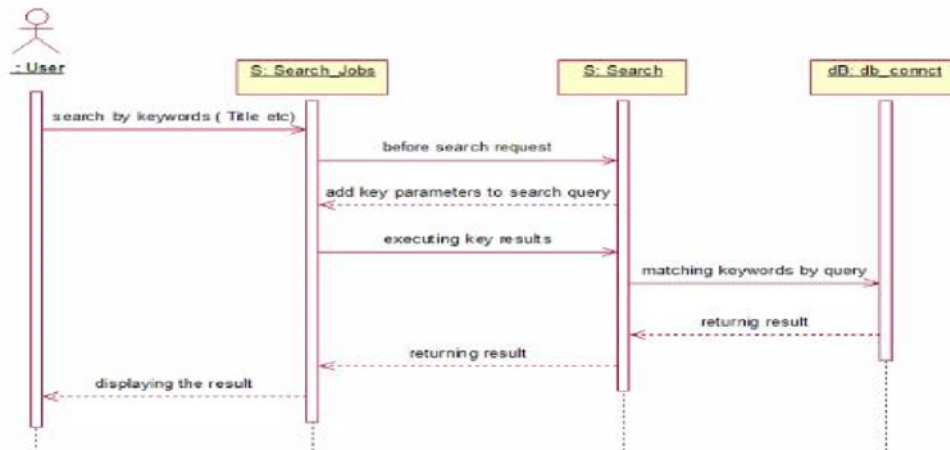 : User
S: Search_Jobs
S: Search
dB: db_connct
search by keywords ( Title etc)
before search request
add key parameters to search query
executing key results
matching keywords by query
returnig result
returning result
displaying the result